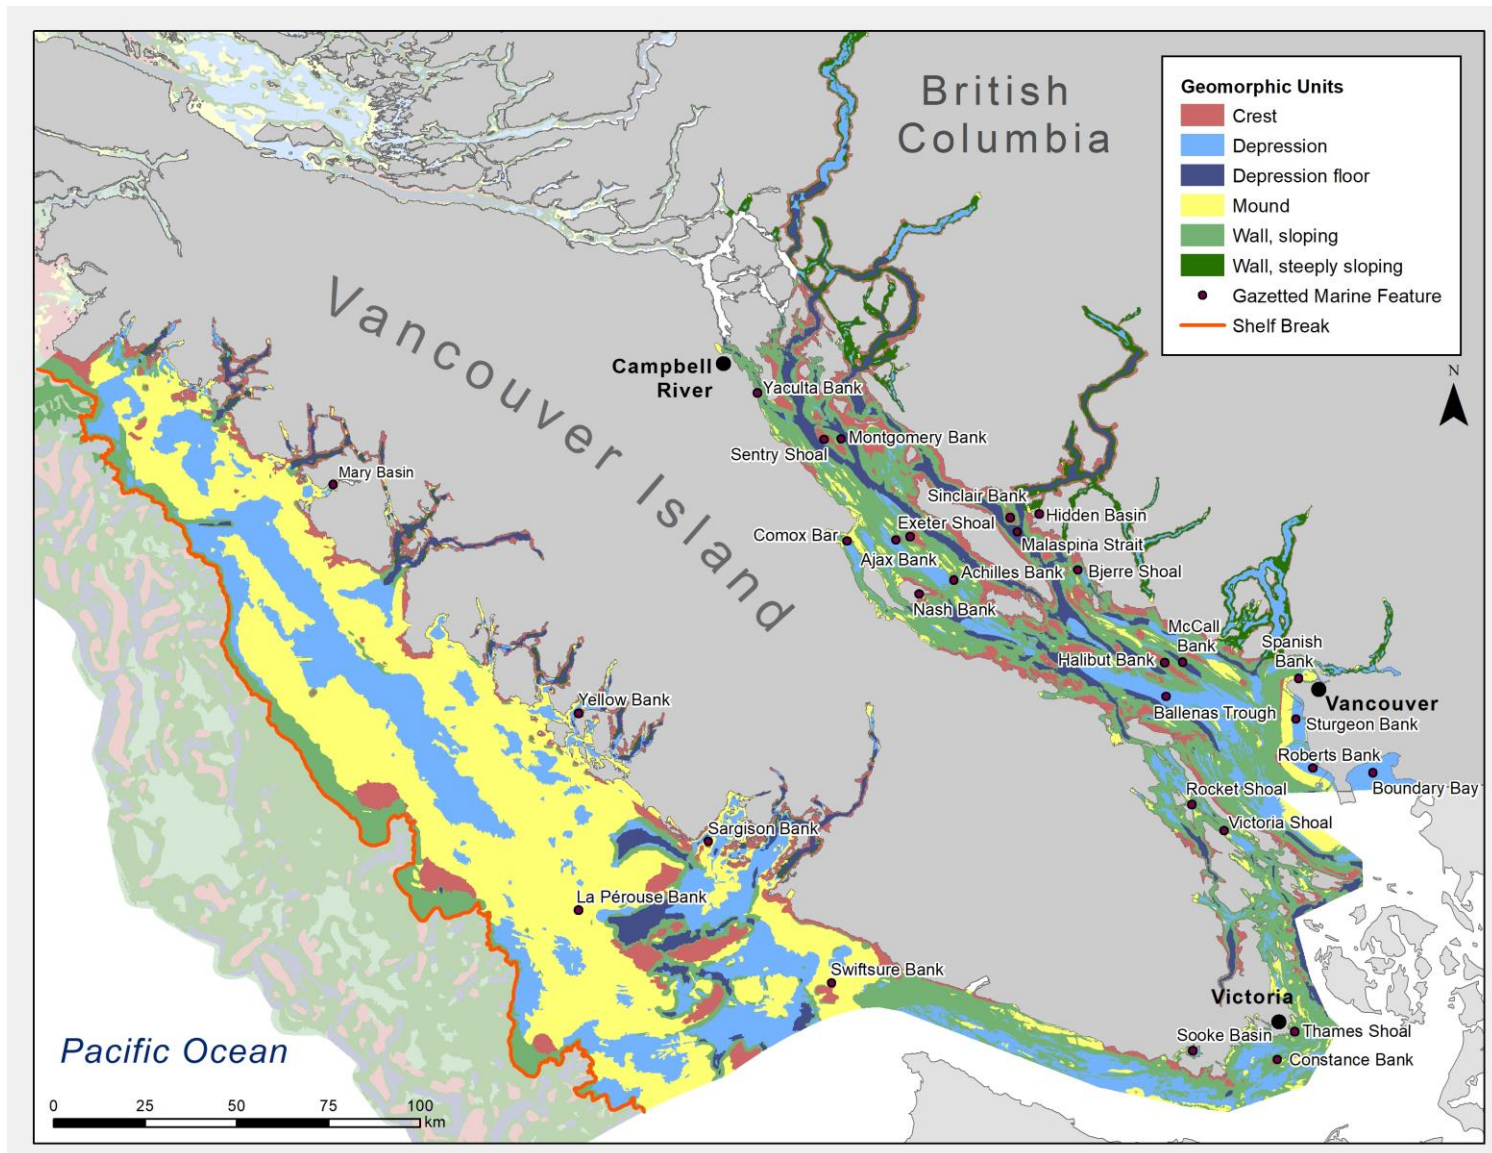 British
Columbia
Geomorphic Units
Crest
Depression
Depression floor
Mound
Wall, sloping
Wall, steeply sloping
Gazetted Marine Feature
Shelf Break
N
Vancouver Island
Campbell
River
Yaculta Bank
Montgomery Bank
Sentry Shoal
Mary Basin
Sinclair Bank
Hidden Basin
Exeter Shoal
Comox Bar
Malaspina Strait
Ajax Bank
Achilles Bank
Bjerre Shoal
Nash Bank
McCall
Bank
Spanish
Bank
Halibut Bank
Yellow Bank
Vancouver
Ballenas Trough
Sturgeon Bank
Roberts Bank
Rocket Shoal
Boundary Bay
Victoria Shoal
Sargison Bank
La Pérouse Bank
Swiftsure Bank
Victoria
Sooke Basin
Thames Shoal
Constance Bank
Pacific Ocean
0 25 50 75 100
km